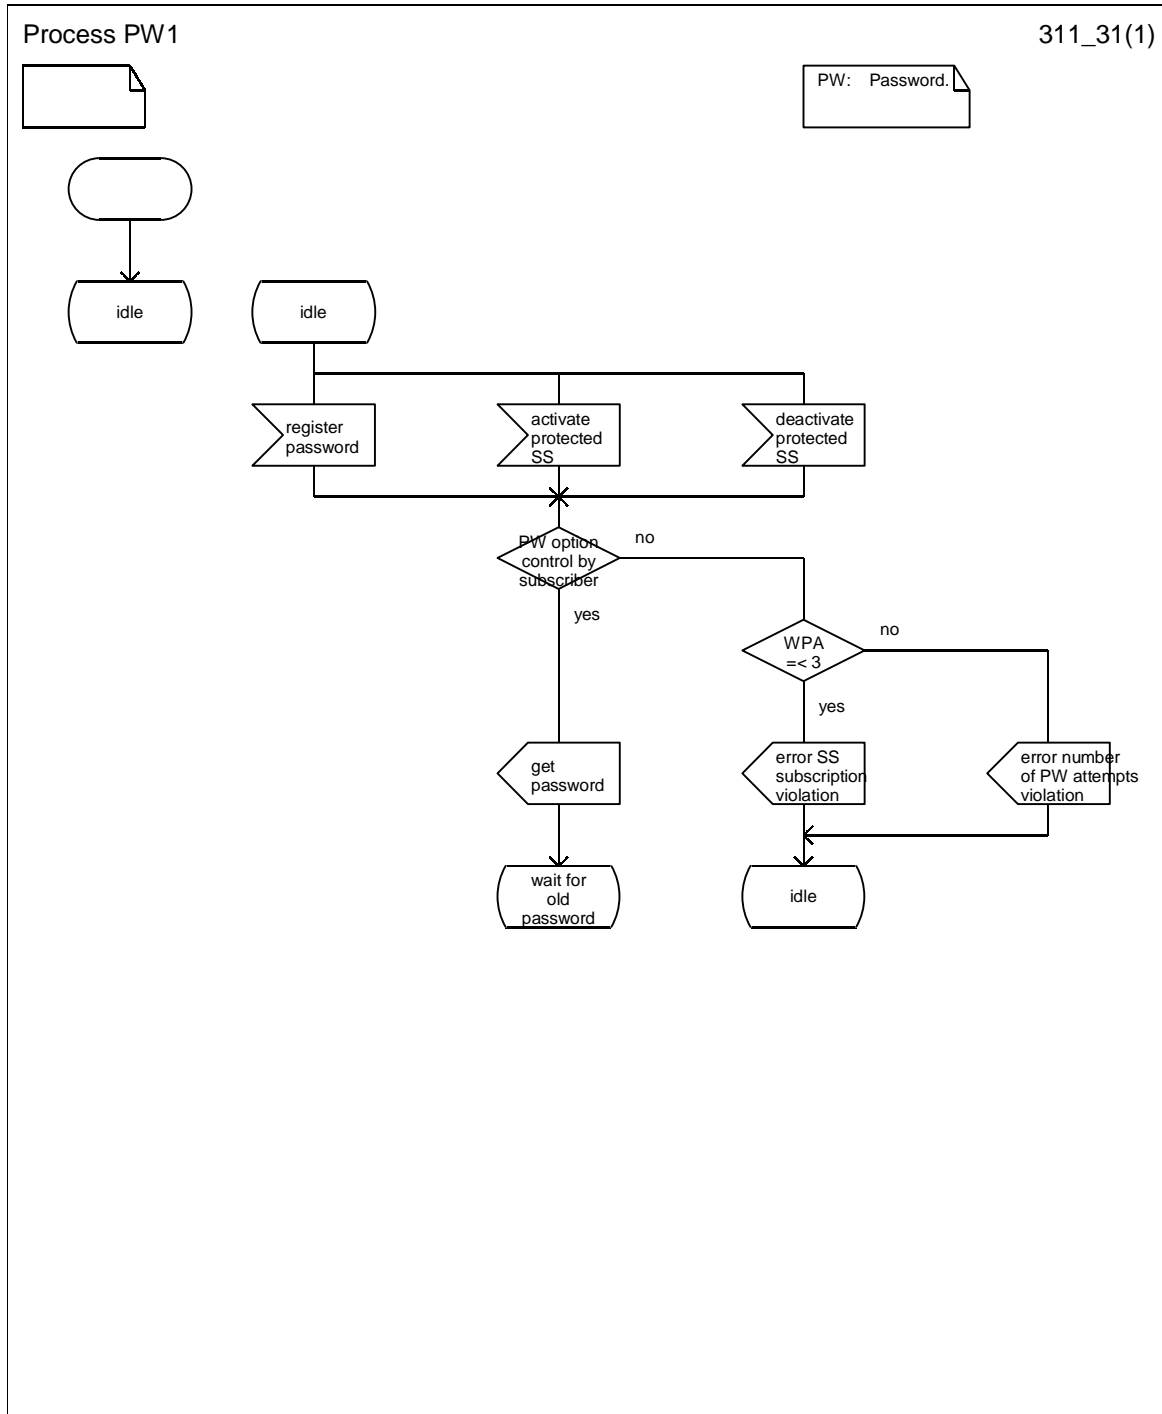 Process PW1
311_31(1)
PW: Password.
idle
idle
register
password
activate
protected
SS
deactivate
protected
SS
PW option
control by
subscriber
no
yes
WPA
=< 3
no
yes
get
password
error SS
subscription
violation
error number
of PW attempts
violation
wait for
old
password
idle